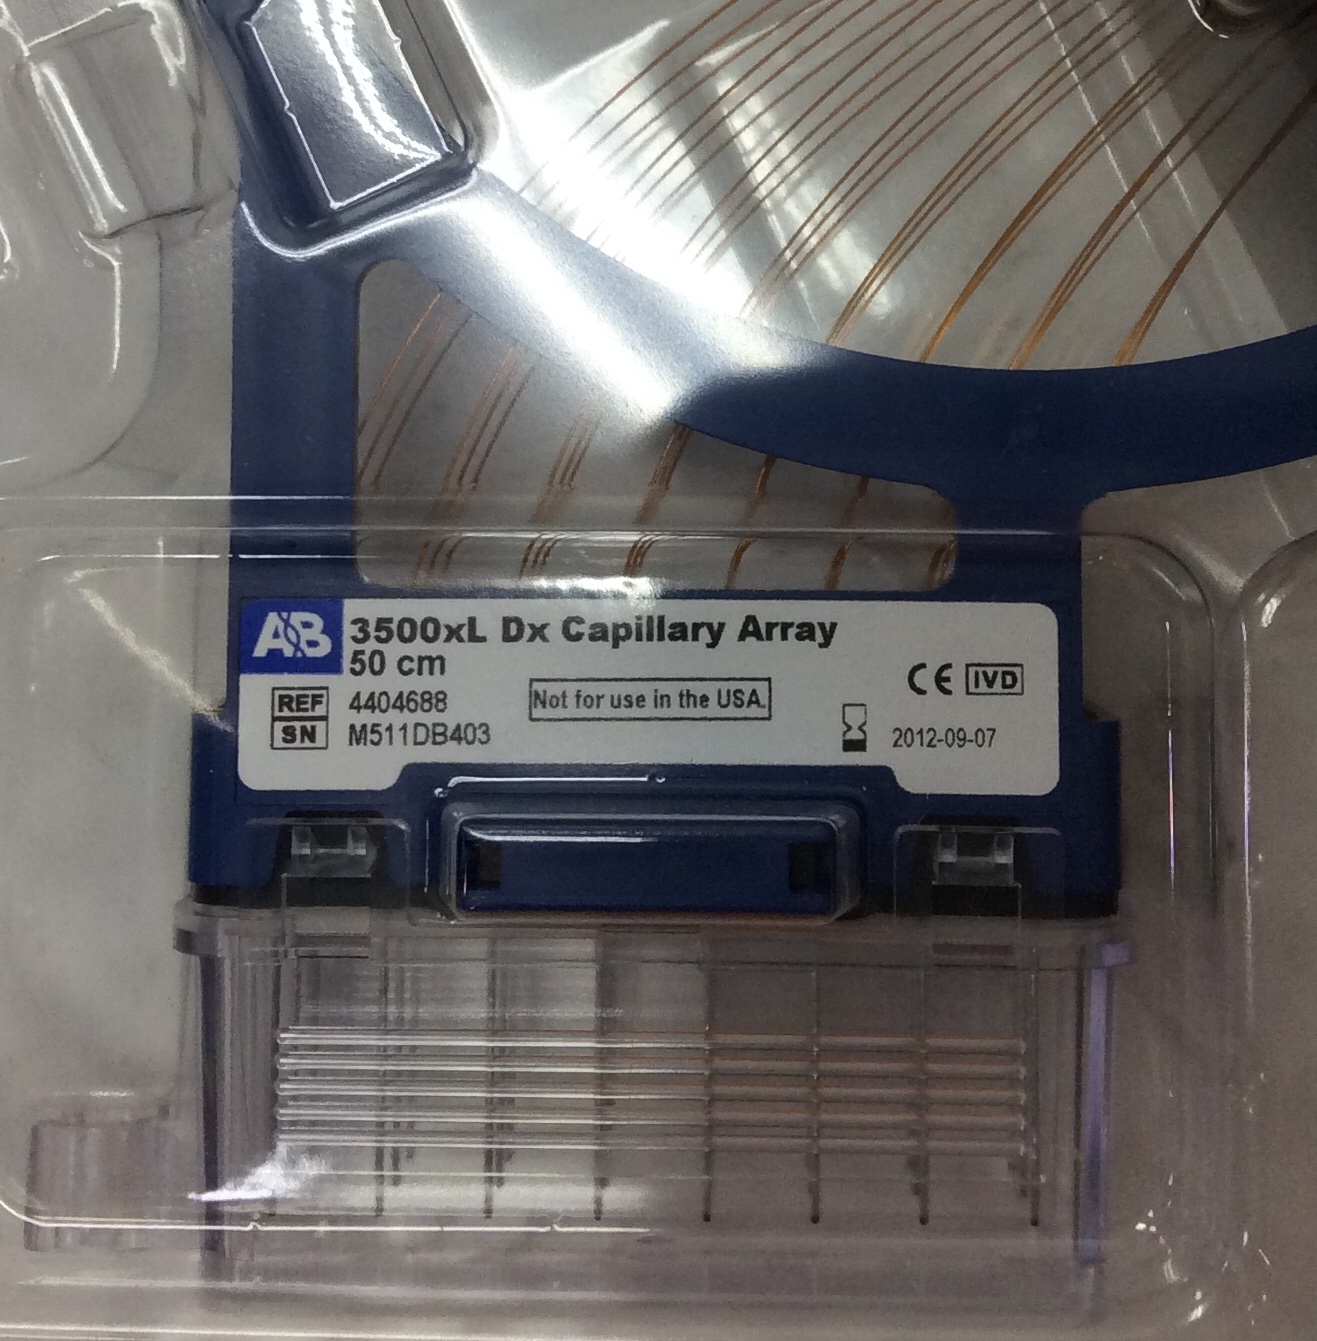 AB 3500xL Dx Capillary Array
50 cm
REF 4404688
SN M511DB403
Not for use in the USA.
CE IVD
2012-09-07